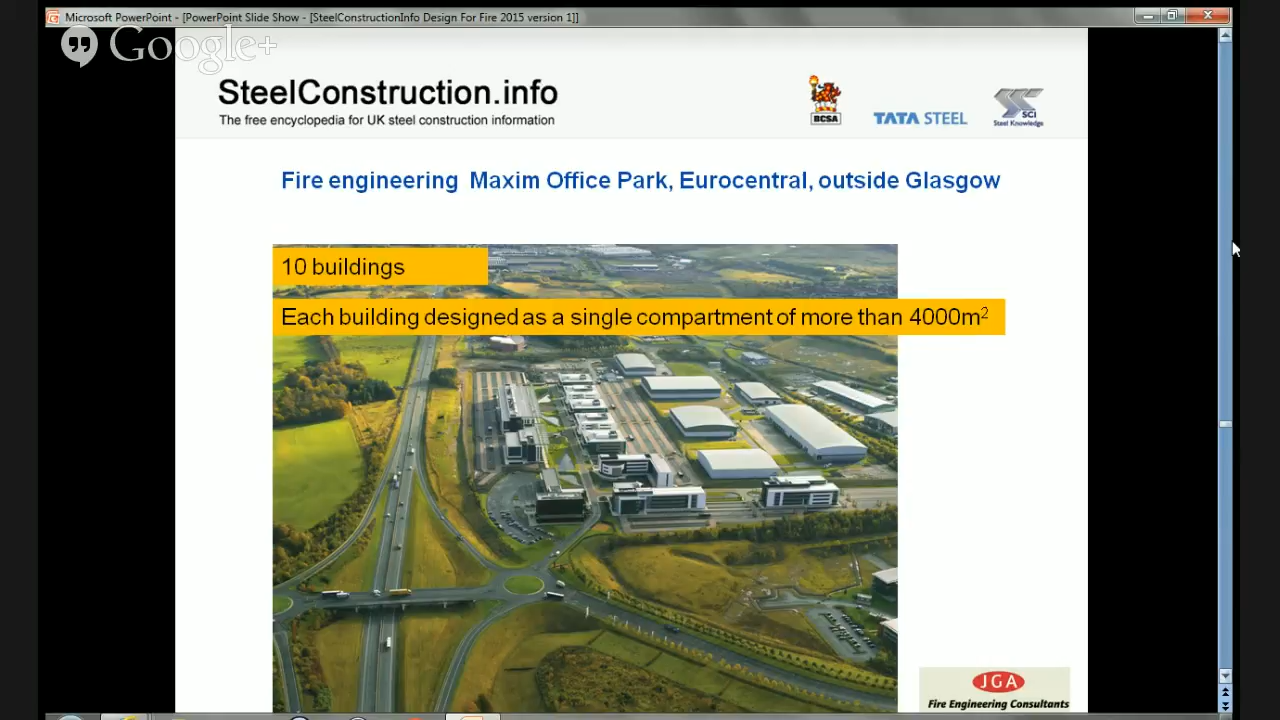 Microsoft PowerPoint - [PowerPoint Slide Show - [SteelConstructionInfo Design For Fire 2015 version 1]]
Google+
SteelConstruction.info
The free encyclopedia for UK steel construction information
BCSA
TATA STEEL
SCI
Steel Knowledge
Fire engineering Maxim Office Park, Eurocentral, outside Glasgow
10 buildings
Each building designed as a single compartment of more than 4000m²
JGA
Fire Engineering Consultants